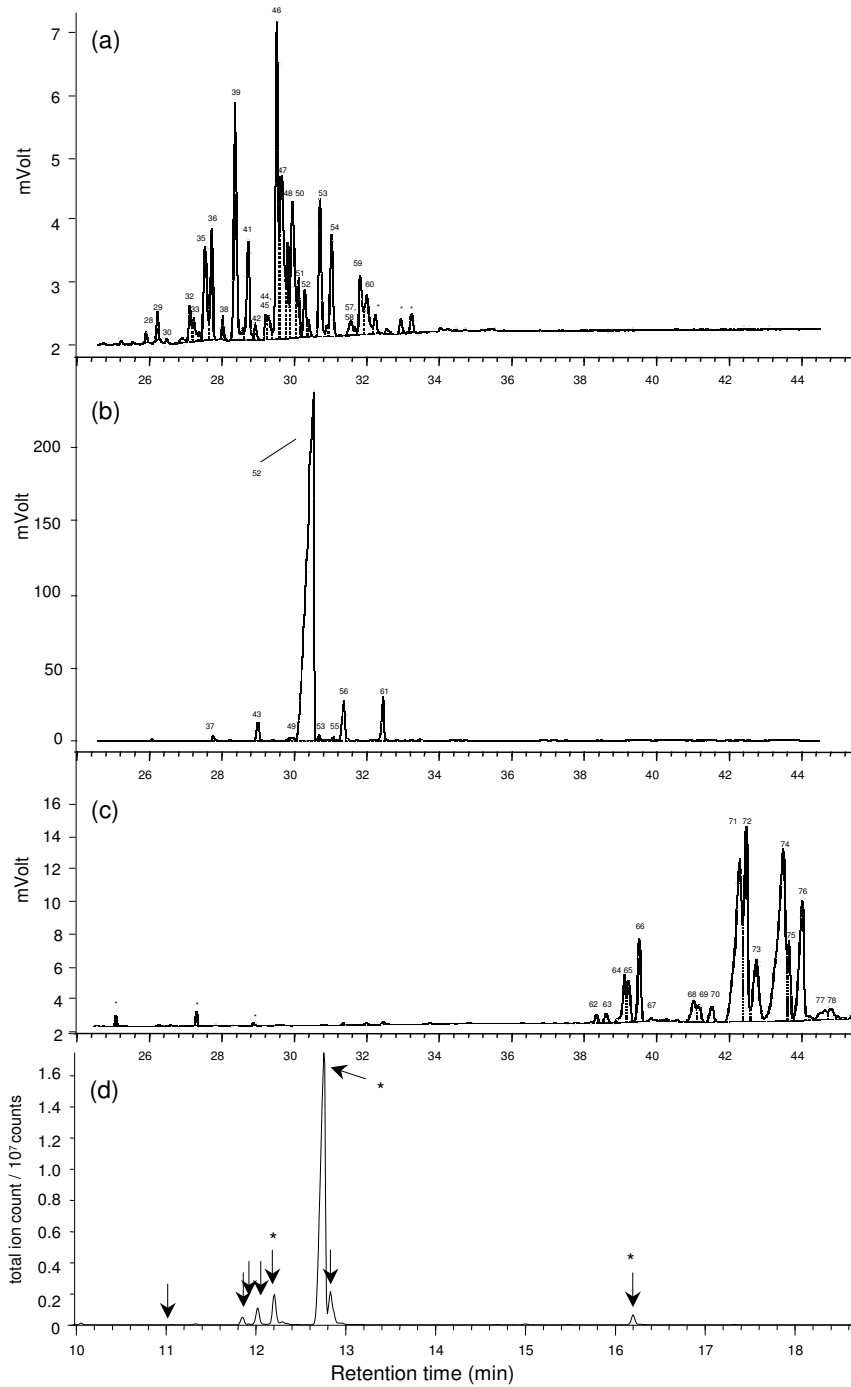 (a)
mVolt
7
6
5
4
3
2
28 29 30 32 33 35 36 38 39 41 42 44, 45 46 47 48 50 51 52 53 54 57, 58 59 60 * * *
26 28 30 32 34 36 38 40 42 44
(b)
mVolt
200
150
100
50
0
37 43 49 52 53 55 56 61
26 28 30 32 34 36 38 40 42 44
(c)
mVolt
16
14
12
10
8
6
4
2
* * * 62 63 64 65 66 67 68 69 70 71 72 73 74 75 76 77 78
26 28 30 32 34 36 38 40 42 44
(d)
total ion count / 10⁷ counts
1.6
1.4
1.2
1.0
0.8
0.6
0.4
0.2
0
* * *
10 11 12 13 14 15 16 17 18
Retention time (min)